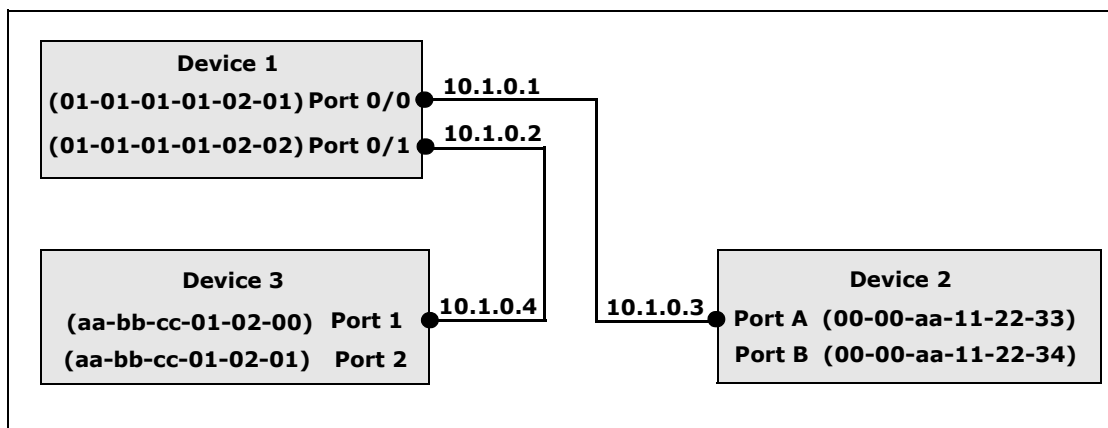 Device 1
(01-01-01-01-02-01) Port 0/0
10.1.0.1
(01-01-01-01-02-02) Port 0/1
10.1.0.2
Device 3
(aa-bb-cc-01-02-00) Port 1
10.1.0.4
(aa-bb-cc-01-02-01) Port 2
Device 2
10.1.0.3
Port A (00-00-aa-11-22-33)
Port B (00-00-aa-11-22-34)